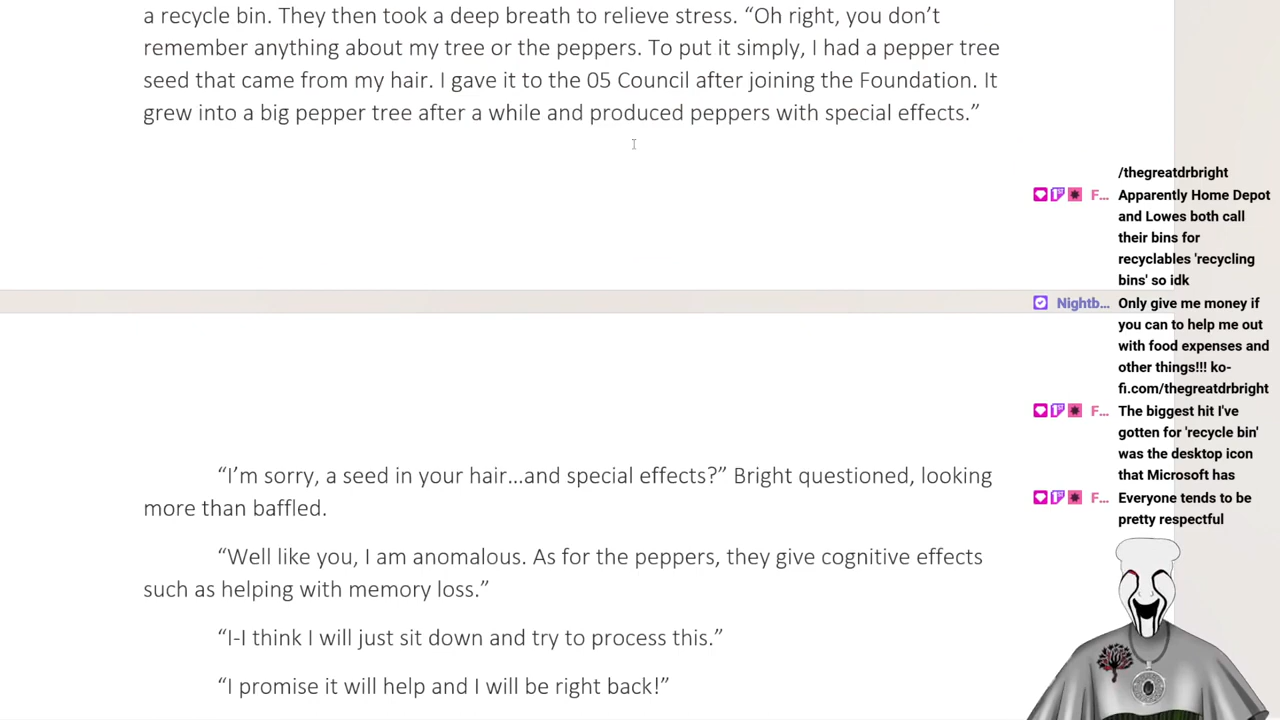 a recycle bin. They then took a deep breath to relieve stress. “Oh right, you don’t
remember anything about my tree or the peppers. To put it simply, I had a pepper tree
seed that came from my hair. I gave it to the 05 Council after joining the Foundation. It
grew into a big pepper tree after a while and produced peppers with special effects.”
“I’m sorry, a seed in your hair…and special effects?” Bright questioned, looking
more than baffled.
“Well like you, I am anomalous. As for the peppers, they give cognitive effects
such as helping with memory loss.”
“I-I think I will just sit down and try to process this.”
“I promise it will help and I will be right back!”
/thegreatdrbright
F... Apparently Home Depot
and Lowes both call
their bins for
recyclables 'recycling
bins' so idk
Nightb... Only give me money if
you can to help me out
with food expenses and
other things!!! ko-
fi.com/thegreatdrbright
F... The biggest hit I've
gotten for 'recycle bin'
was the desktop icon
that Microsoft has
F... Everyone tends to be
pretty respectful